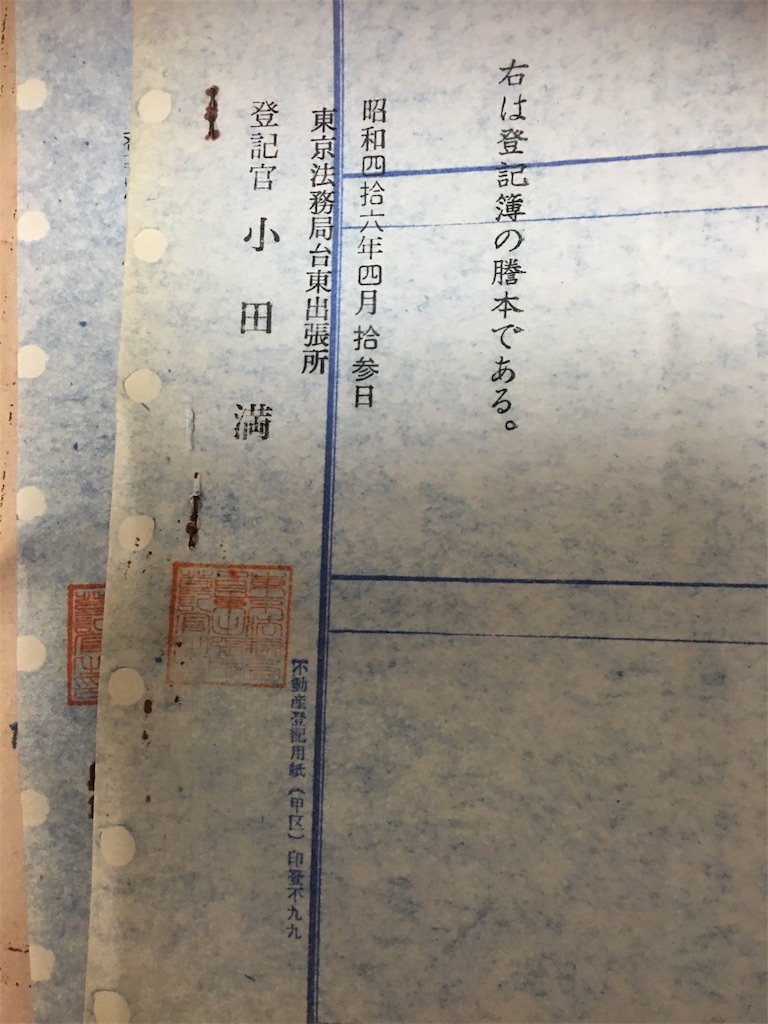 右は登記簿の謄本である。
昭和四拾六年四月拾参日
東京法務局台東出張所
登記官 小田満
不動産登記用紙(甲区)印登不九九